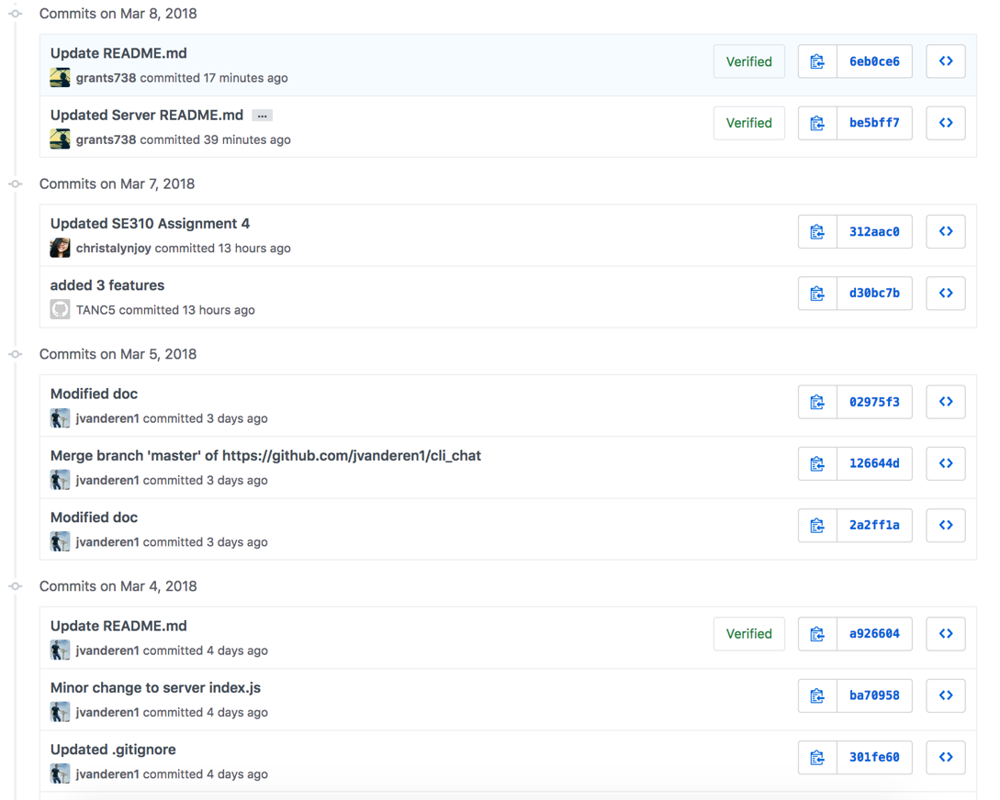 Commits on Mar 8, 2018
Update README.md
Verified
6eb0ce6
grants738 committed 17 minutes ago
Updated Server README.md ...
Verified
be5bff7
grants738 committed 39 minutes ago
Commits on Mar 7, 2018
Updated SE310 Assignment 4
312aac0
christalynjoy committed 13 hours ago
added 3 features
d30bc7b
TANC5 committed 13 hours ago
Commits on Mar 5, 2018
Modified doc
02975f3
jvanderen1 committed 3 days ago
Merge branch 'master' of https://github.com/jvanderen1/cli_chat
126644d
jvanderen1 committed 3 days ago
Modified doc
2a2ff1a
jvanderen1 committed 3 days ago
Commits on Mar 4, 2018
Update README.md
Verified
a926604
jvanderen1 committed 4 days ago
Minor change to server index.js
ba70958
jvanderen1 committed 4 days ago
Updated .gitignore
301fe60
jvanderen1 committed 4 days ago